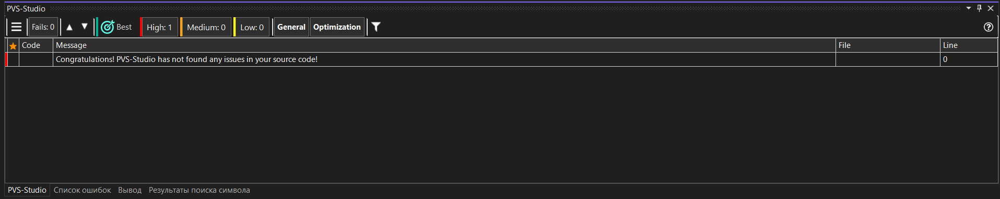 PVS-Studio
Fails: 0 Best High: 1 Medium: 0 Low: 0 General Optimization
Code Message File Line
Congratulations! PVS-Studio has not found any issues in your source code! 0
PVS-Studio Список ошибок Вывод Результаты поиска символа